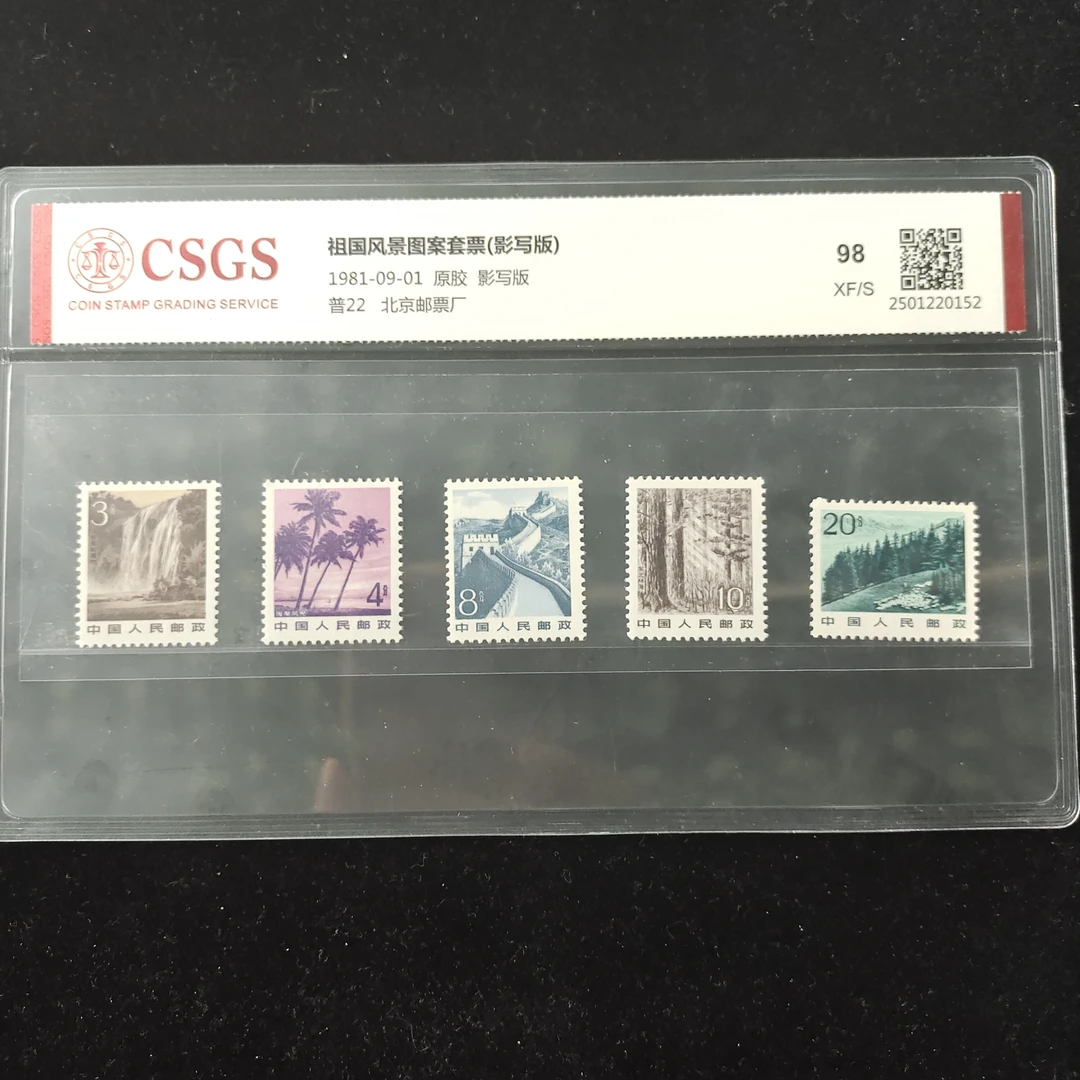 CSGS
COIN STAMP GRADING SERVICE
祖国风景图案套票(影写版)
1981-09-01 原胶 影写版
普22 北京邮票厂
98
XF/S
2501220152
3
中国人民邮政
4分
中国人民邮政
8分
中国人民邮政
10
中国人民邮政
20分
中国人民邮政